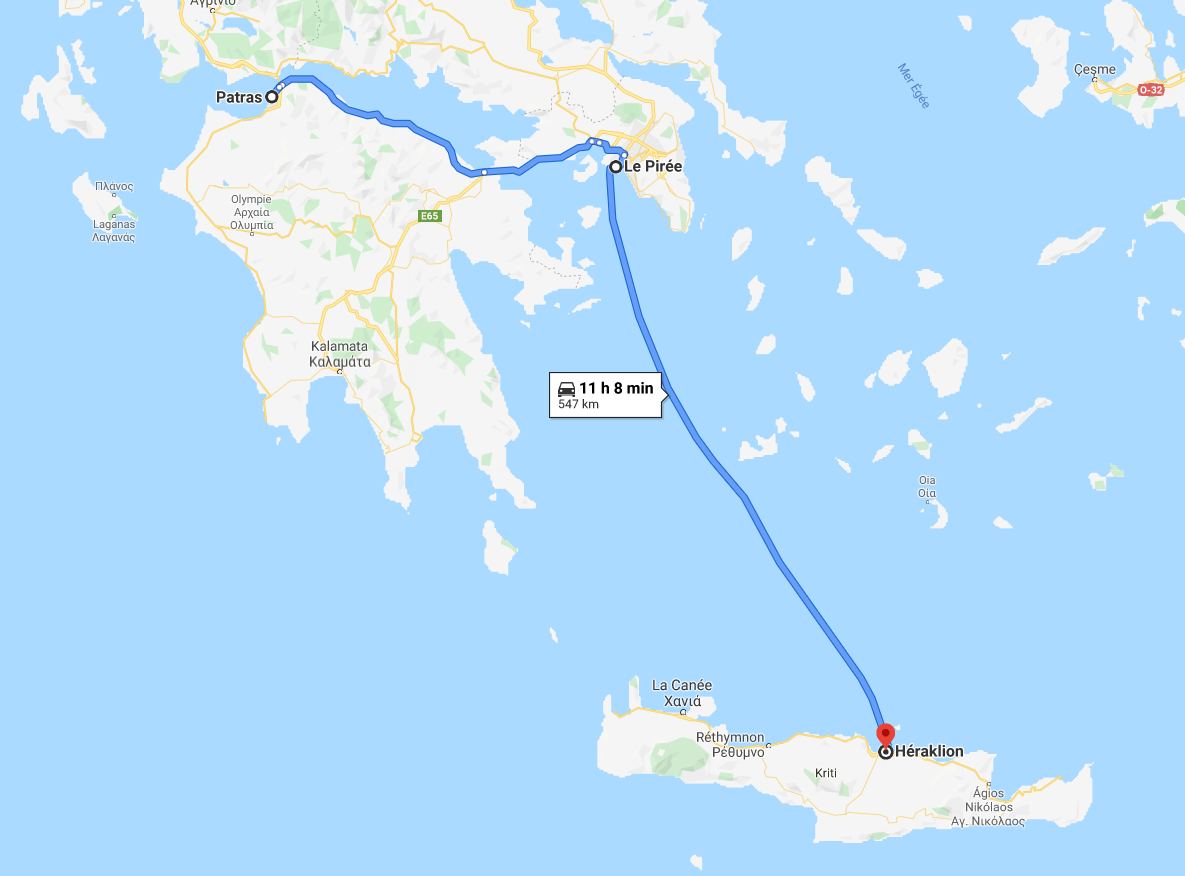 Αγρίνιο
Mer Égée
Çeşme
O-32
Patras
Le Pirée
Πλάνος
Laganas
Λαγανάς
Olympie
Αρχαία
Ολυμπία
E65
Kalamata
Καλαμάτα
11 h 8 min
547 km
Oia
Οία
La Canée
Χανιά
Réthymnon
Ρέθυμνο
Héraklion
Kriti
Ágios
Nikólaos
Αγ. Νικόλαος